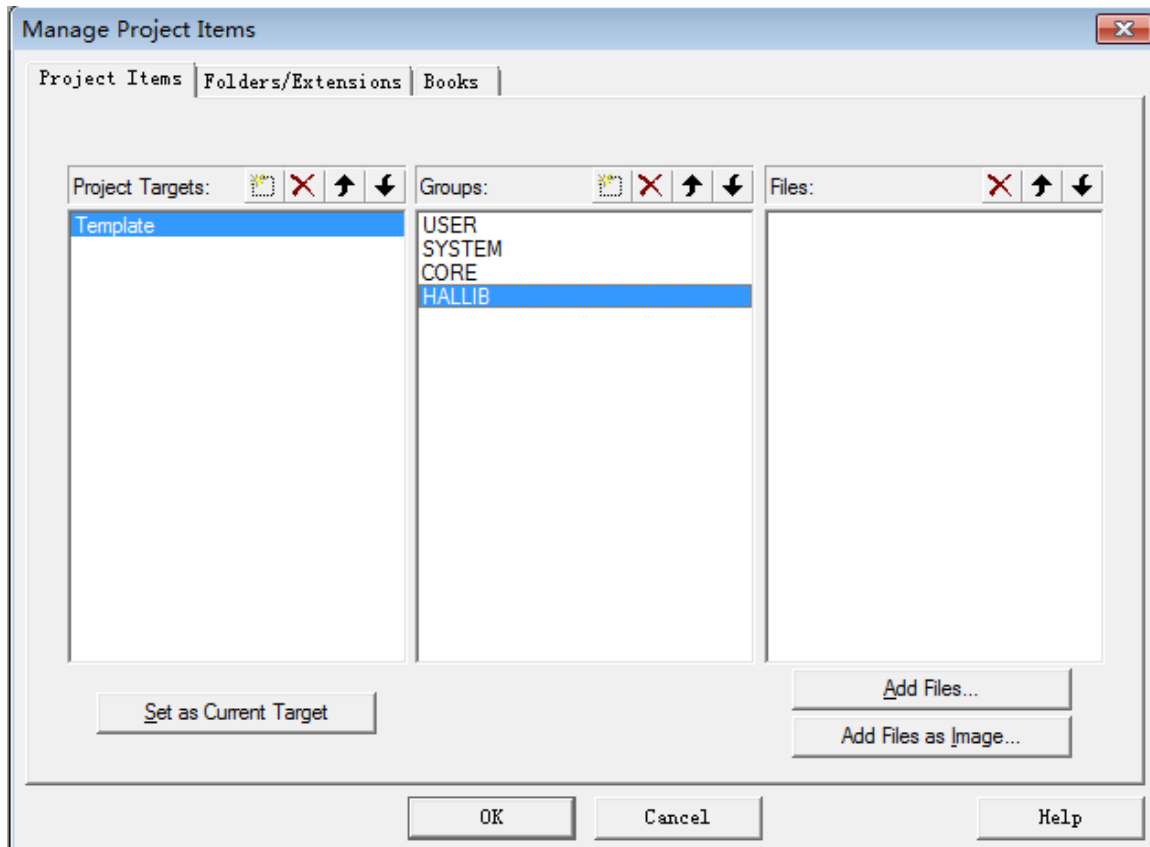 Manage Project Items
Project Items Folders/Extensions Books
Project Targets: Groups: Files:
Template
USER
SYSTEM
CORE
HALLIB
Set as Current Target
Add Files...
Add Files as Image...
OK Cancel Help